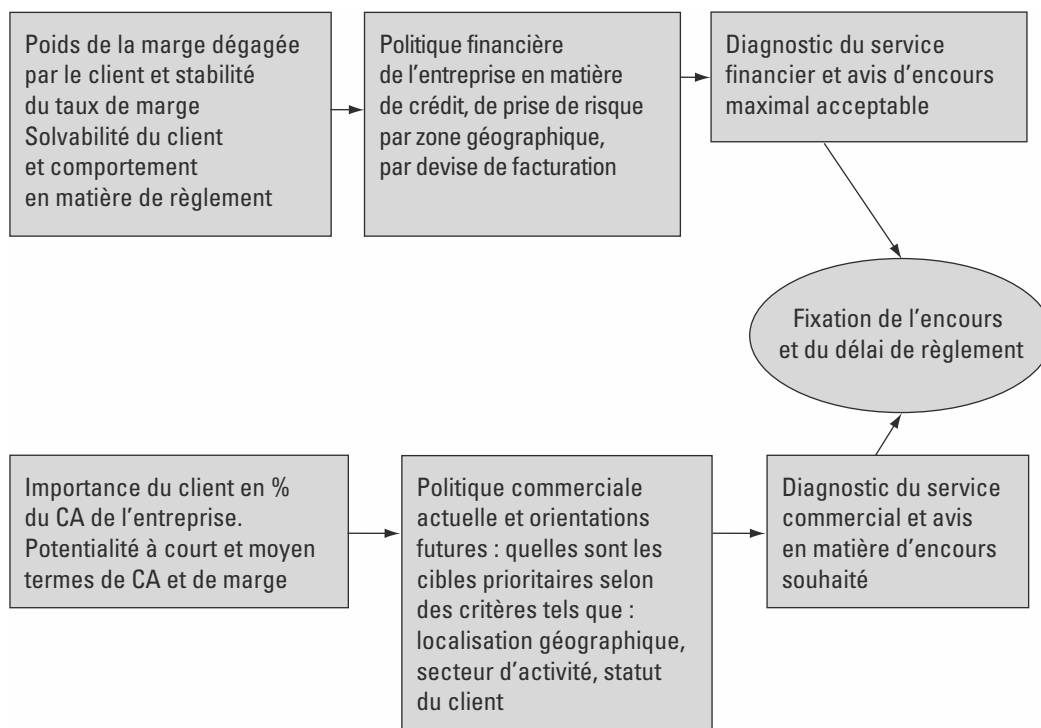 Poids de la marge dégagée
par le client et stabilité
du taux de marge
Solvabilité du client
et comportement
en matière de règlement
Politique financière
de l’entreprise en matière
de crédit, de prise de risque
par zone géographique,
par devise de facturation
Diagnostic du service
financier et avis d’encours
maximal acceptable
Fixation de l’encours
et du délai de règlement
Importance du client en %
du CA de l’entreprise.
Potentialité à court et moyen
termes de CA et de marge
Politique commerciale
actuelle et orientations
futures : quelles sont les
cibles prioritaires selon
des critères tels que :
localisation géographique,
secteur d’activité, statut
du client
Diagnostic du service
commercial et avis
en matière d’encours
souhaité